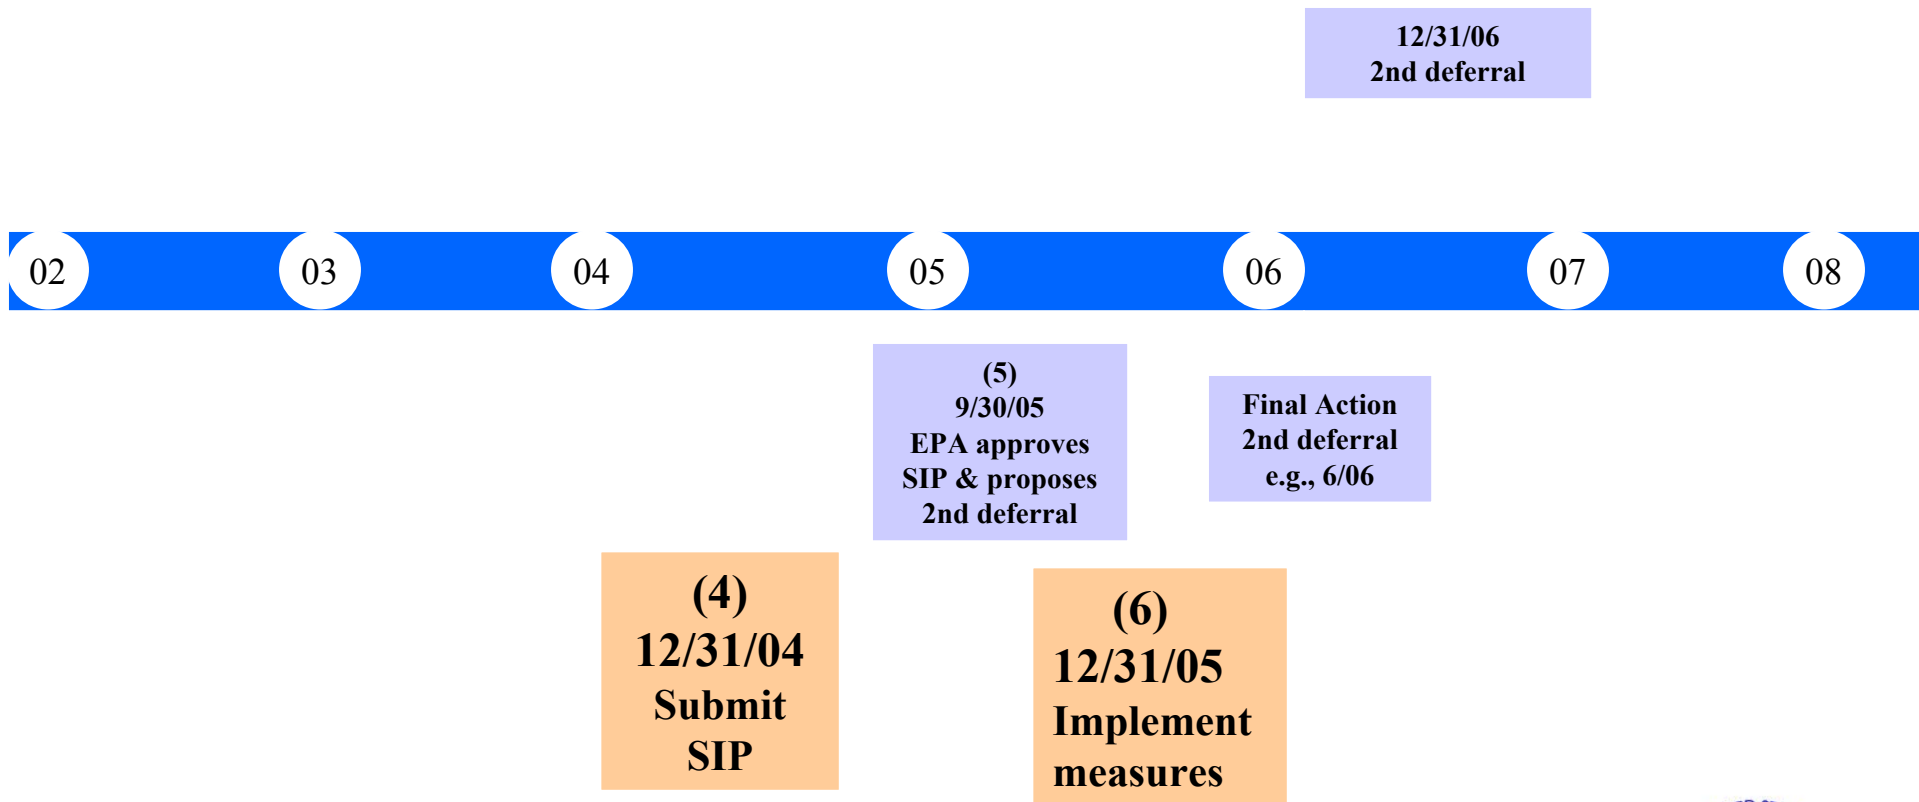 12/31/06
2nd deferral
02 03 04 05 06 07 08
(5)
9/30/05
EPA approves
SIP & proposes
2nd deferral
Final Action
2nd deferral
e.g., 6/06
(4)
12/31/04
Submit
SIP
(6)
12/31/05
Implement
measures